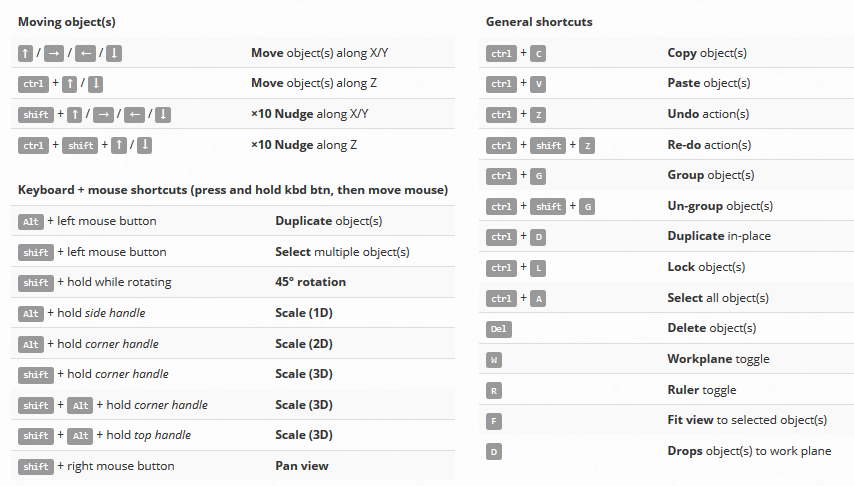 Moving object(s)
↑ / → / ← / ↓ Move object(s) along X/Y
ctrl + ↑ / ↓ Move object(s) along Z
shift + ↑ / → / ← / ↓ ×10 Nudge along X/Y
ctrl + shift + ↑ / ↓ ×10 Nudge along Z
Keyboard + mouse shortcuts (press and hold kbd btn, then move mouse)
Alt + left mouse button Duplicate object(s)
shift + left mouse button Select multiple object(s)
shift + hold while rotating 45° rotation
Alt + hold side handle Scale (1D)
Alt + hold corner handle Scale (2D)
shift + hold corner handle Scale (3D)
shift + Alt + hold corner handle Scale (3D)
shift + Alt + hold top handle Scale (3D)
shift + right mouse button Pan view
General shortcuts
ctrl + C Copy object(s)
ctrl + V Paste object(s)
ctrl + Z Undo action(s)
ctrl + shift + Z Re-do action(s)
ctrl + G Group object(s)
ctrl + shift + G Un-group object(s)
ctrl + D Duplicate in-place
ctrl + L Lock object(s)
ctrl + A Select all object(s)
Del Delete object(s)
W Workplane toggle
R Ruler toggle
F Fit view to selected object(s)
D Drops object(s) to work plane